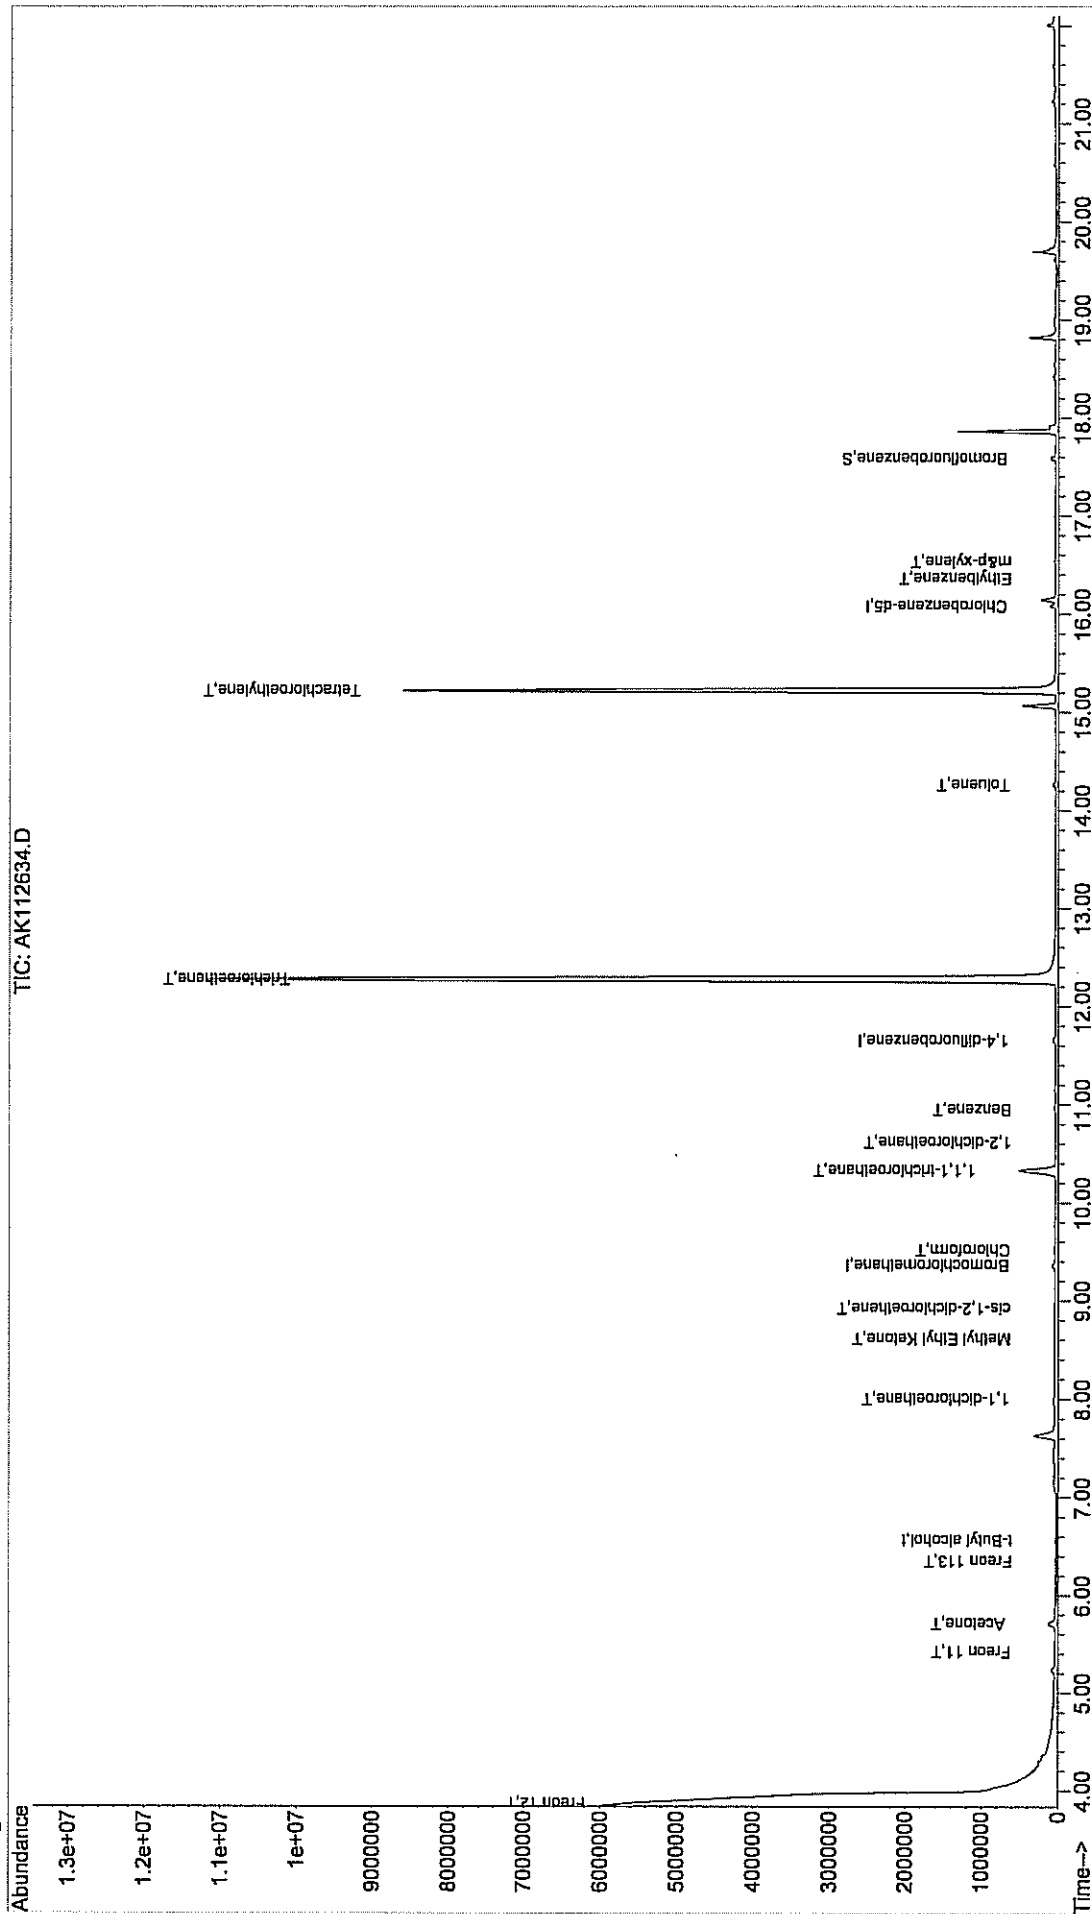 Abundance
TIC: AK112634.D
1.3e+07
1.2e+07
1.1e+07
1e+07
9000000
8000000
7000000
6000000
5000000
4000000
3000000
2000000
1000000
0
Freon 12,T
Freon 11,T
Acetone,T
Freon 113,T
t-Butyl alcohol,t
1,1-dichloroethane,T
Methyl Ethyl Ketone,T
cis-1,2-dichloroethene,T
Bromochloromethane,I
Chloroform,T
1,1,1-trichloroethane,T
1,2-dichloroethane,T
Benzene,T
1,4-difluorobenzene,I
Trichloroethane,T
Toluene,T
Tetrachloroethylene,T
Chlorobenzene-d5,I
Ethylbenzene,T
m&p-xylene,T
Bromofluorobenzene,S
Time-->
4.00 5.00 6.00 7.00 8.00 9.00 10.00 11.00 12.00 13.00 14.00 15.00 16.00 17.00 18.00 19.00 20.00 21.00